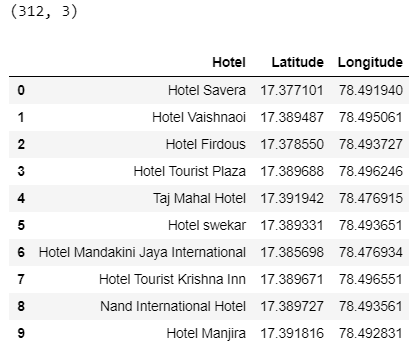 (312, 3)
Hotel Latitude Longitude
0 Hotel Savera 17.377101 78.491940
1 Hotel Vaishnaoi 17.389487 78.495061
2 Hotel Firdous 17.378550 78.493727
3 Hotel Tourist Plaza 17.389688 78.496246
4 Taj Mahal Hotel 17.391942 78.476915
5 Hotel swekar 17.389331 78.493651
6 Hotel Mandakini Jaya International 17.385698 78.476934
7 Hotel Tourist Krishna Inn 17.389671 78.496551
8 Nand International Hotel 17.389727 78.493561
9 Hotel Manjira 17.391816 78.492831